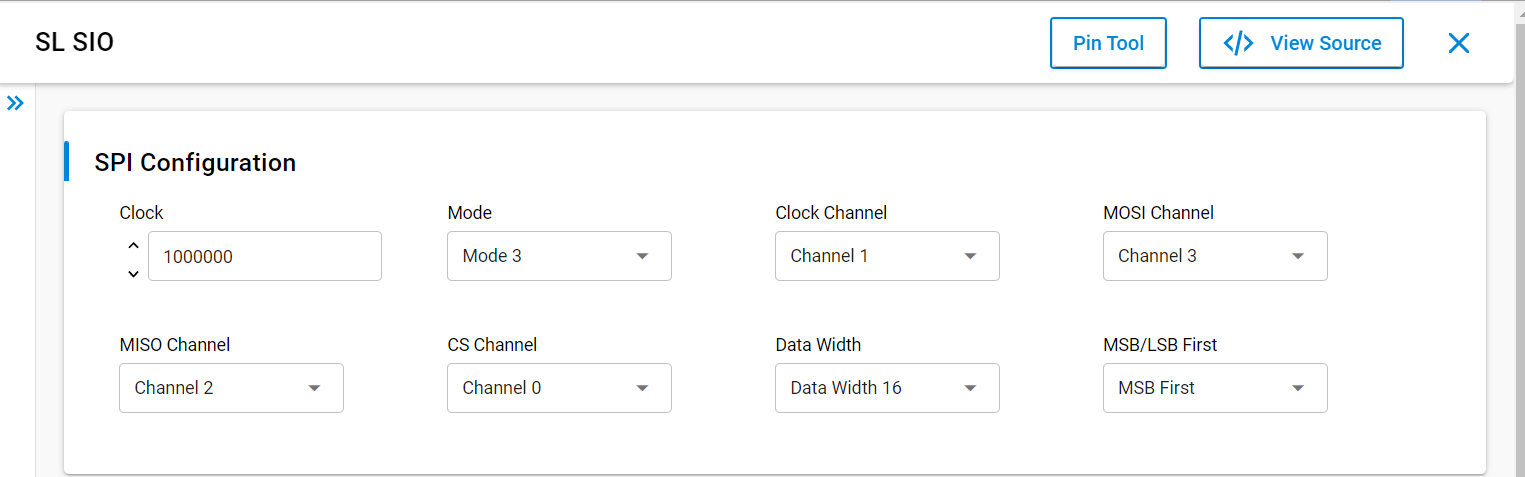 SL SIO
Pin Tool
</> View Source
SPI Configuration
Clock
Mode
Clock Channel
MOSI Channel
1000000
Mode 3
Channel 1
Channel 3
MISO Channel
CS Channel
Data Width
MSB/LSB First
Channel 2
Channel 0
Data Width 16
MSB First